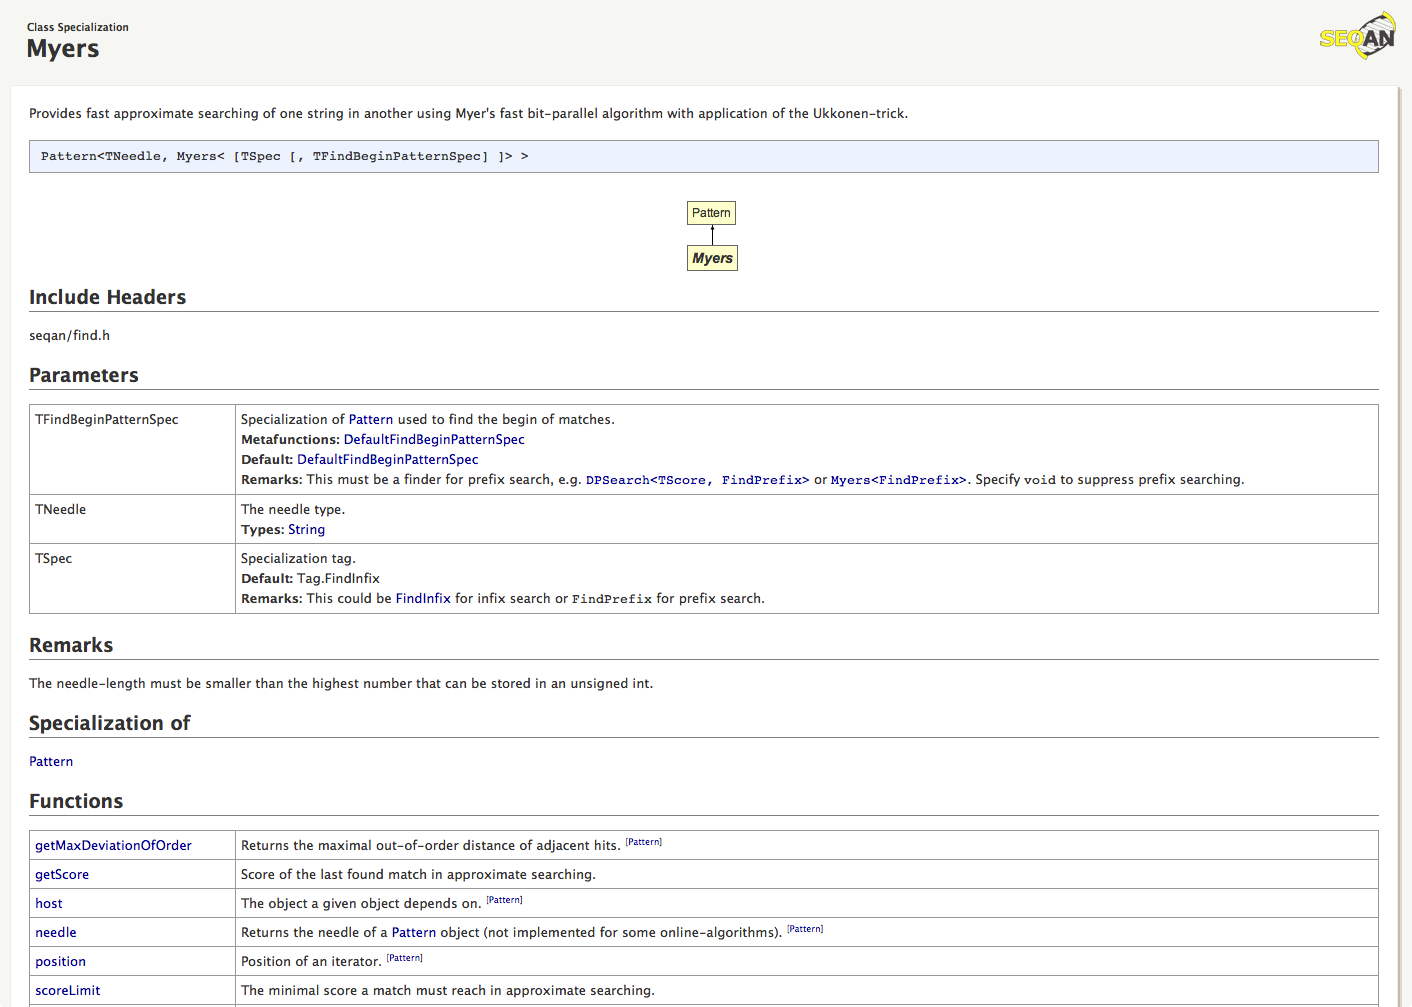 Class Specialization
Myers
SEQAN
Provides fast approximate searching of one string in another using Myer's fast bit-parallel algorithm with application of the Ukkonen-trick.
Pattern<TNeedle, Myers< [TSpec [, TFindBeginPatternSpec] ]> >
Pattern
Myers
Include Headers
seqan/find.h
Parameters
TFindBeginPatternSpec
Specialization of Pattern used to find the begin of matches.
Metafunctions: DefaultFindBeginPatternSpec
Default: DefaultFindBeginPatternSpec
Remarks: This must be a finder for prefix search, e.g. DPSearch<TScore, FindPrefix> or Myers<FindPrefix>. Specify void to suppress prefix searching.
TNeedle
The needle type.
Types: String
TSpec
Specialization tag.
Default: Tag.FindInfix
Remarks: This could be FindInfix for infix search or FindPrefix for prefix search.
Remarks
The needle-length must be smaller than the highest number that can be stored in an unsigned int.
Specialization of
Pattern
Functions
getMaxDeviationOfOrder Returns the maximal out-of-order distance of adjacent hits. [Pattern]
getScore Score of the last found match in approximate searching.
host The object a given object depends on. [Pattern]
needle Returns the needle of a Pattern object (not implemented for some online-algorithms). [Pattern]
position Position of an iterator. [Pattern]
scoreLimit The minimal score a match must reach in approximate searching.